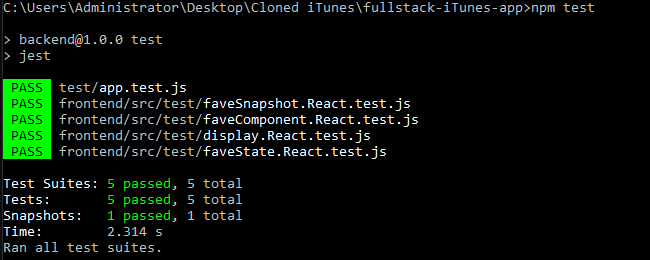 C:\Users\Administrator\Desktop\Cloned iTunes\fullstack-iTunes-app>npm test
> backend@1.0.0 test
> jest
PASS test/app.test.js
PASS frontend/src/test/faveSnapshot.React.test.js
PASS frontend/src/test/faveComponent.React.test.js
PASS frontend/src/test/display.React.test.js
PASS frontend/src/test/faveState.React.test.js
Test Suites: 5 passed, 5 total
Tests: 5 passed, 5 total
Snapshots: 1 passed, 1 total
Time: 2.314 s
Ran all test suites.